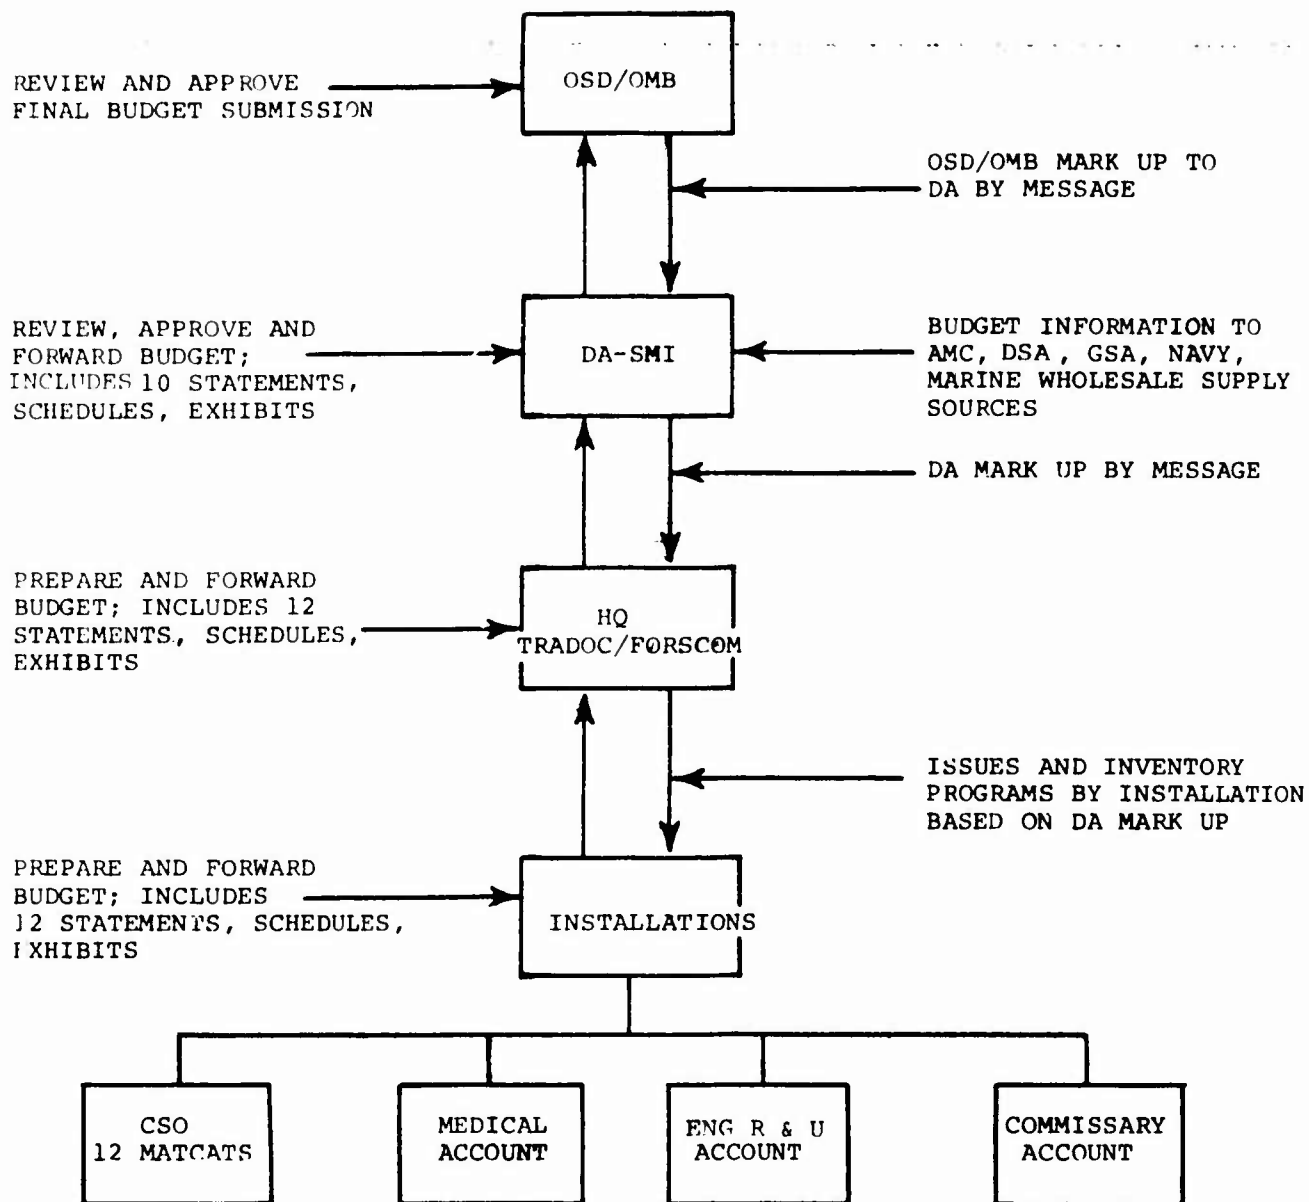 REVIEW AND APPROVE
FINAL BUDGET SUBMISSION
OSD/OMB
OSD/OMB MARK UP TO
DA BY MESSAGE
REVIEW, APPROVE AND
FORWARD BUDGET;
INCLUDES 10 STATEMENTS,
SCHEDULES, EXHIBITS
DA-SMI
BUDGET INFORMATION TO
AMC, DSA, GSA, NAVY,
MARINE WHOLESALE SUPPLY
SOURCES
DA MARK UP BY MESSAGE
PREPARE AND FORWARD
BUDGET; INCLUDES 12
STATEMENTS, SCHEDULES,
EXHIBITS
HQ
TRADOC/FORSCOM
ISSUES AND INVENTORY
PROGRAMS BY INSTALLATION
BASED ON DA MARK UP
PREPARE AND FORWARD
BUDGET; INCLUDES
12 STATEMENTS, SCHEDULES,
EXHIBITS
INSTALLATIONS
CSO
12 MATCATS
MEDICAL
ACCOUNT
ENG R & U
ACCOUNT
COMMISSARY
ACCOUNT